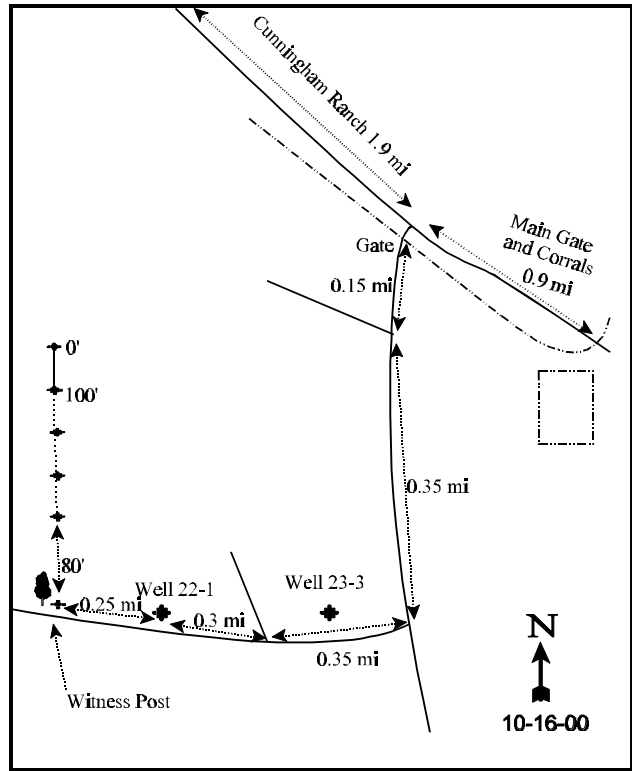 Cunningham Ranch 1.9 mi
Main Gate
and Corrals
0.9 mi
Gate
0.15 mi
0'
100'
0.35 mi
80'
Well 22-1
Well 23-3
0.25 mi
0.3 mi
0.35 mi
Witness Post
N
10-16-00